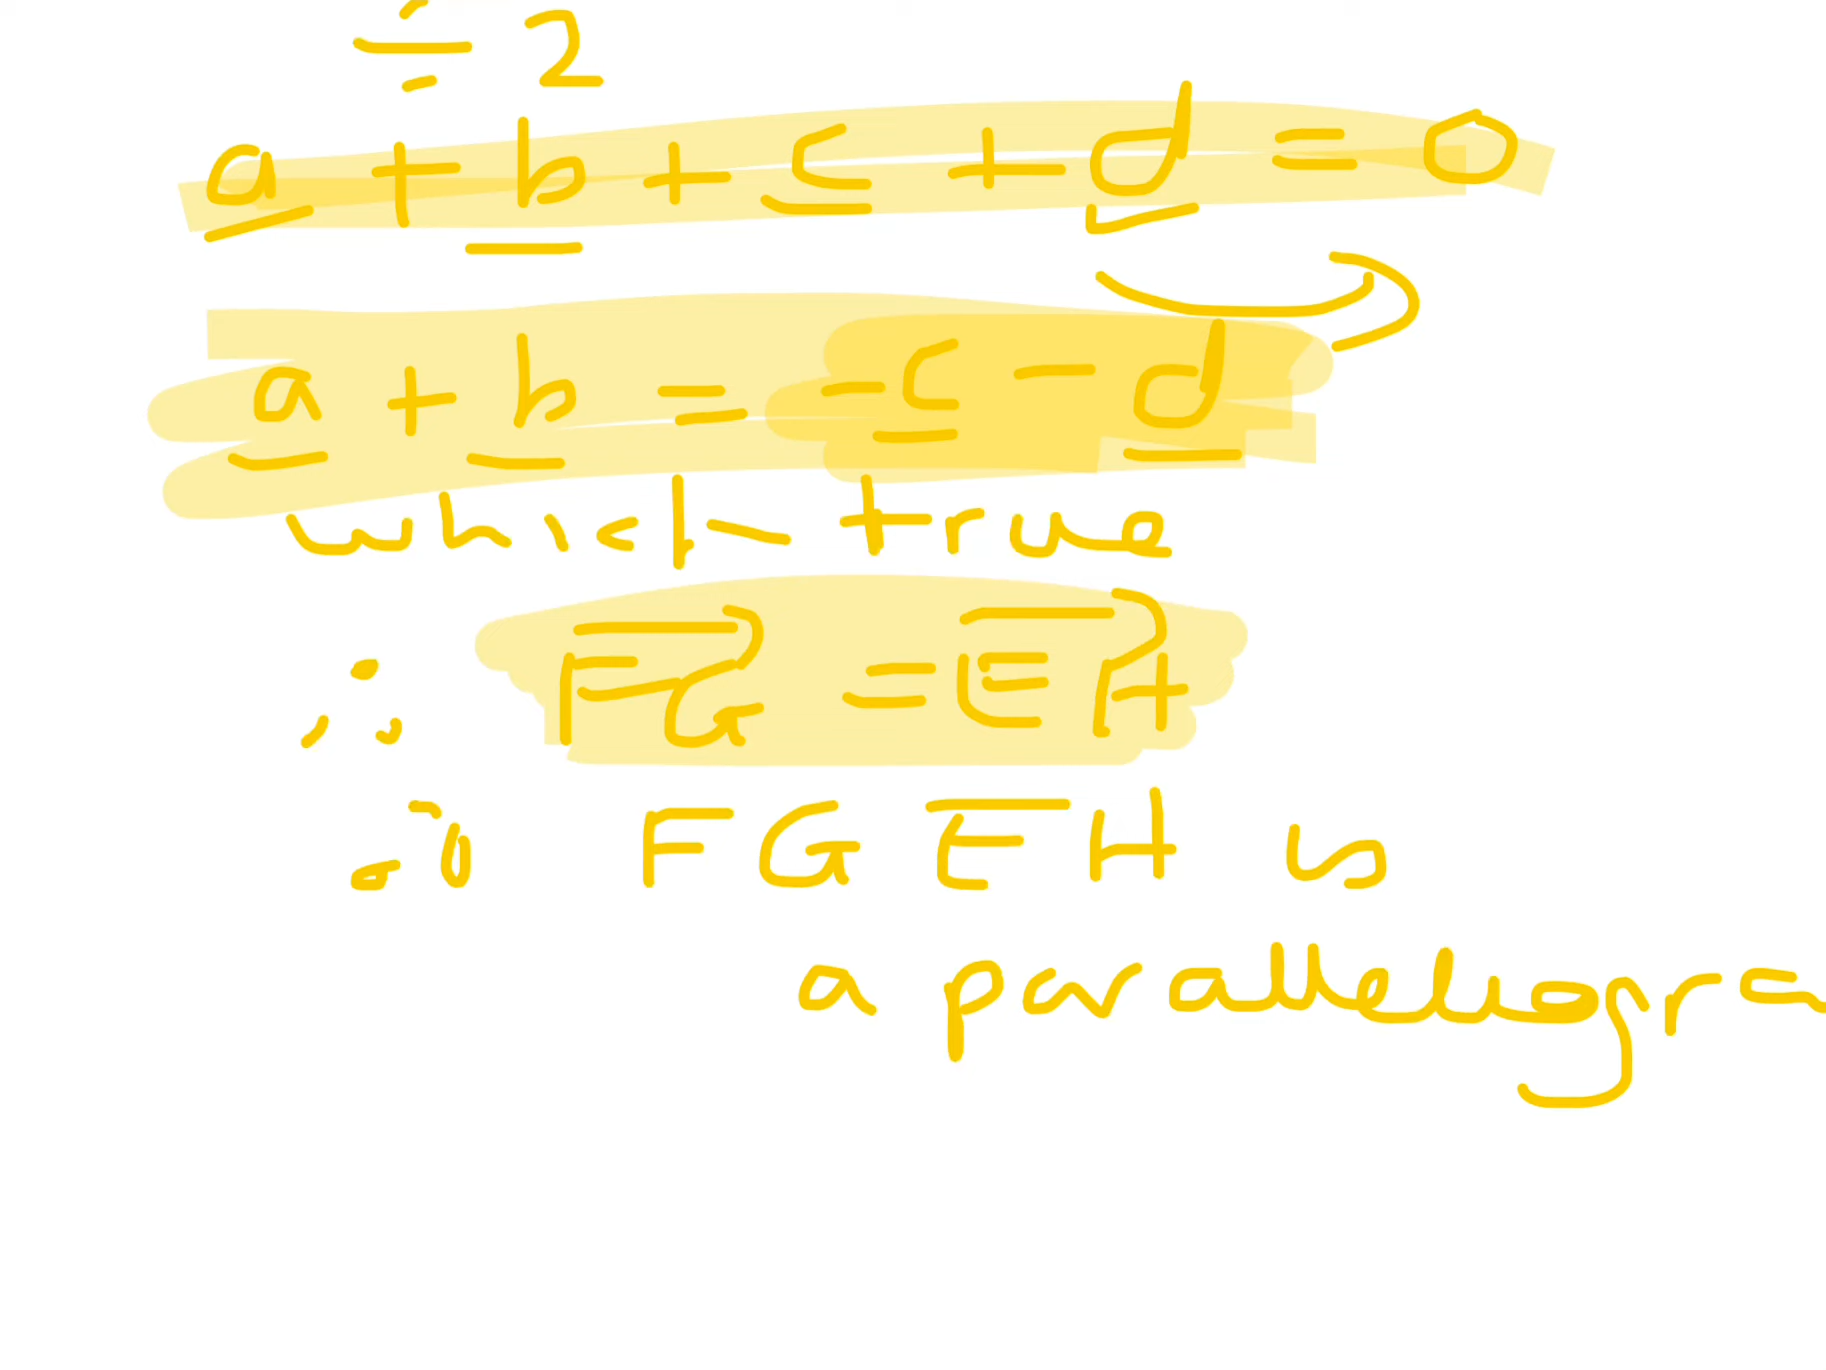 ÷ 2
a + b + c + d = 0
a + b = -c - d
which true
∴ FG = EH
∴ FGEH is
a parallelogra